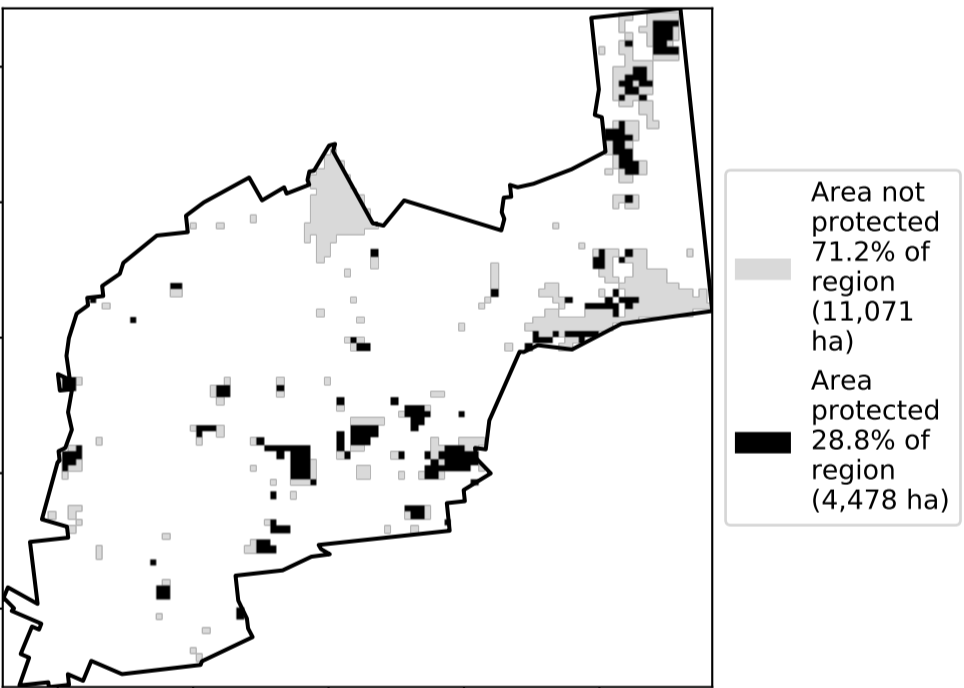 Area not
protected
71.2% of
region
(11,071
ha)
Area
protected
28.8% of
region
(4,478 ha)